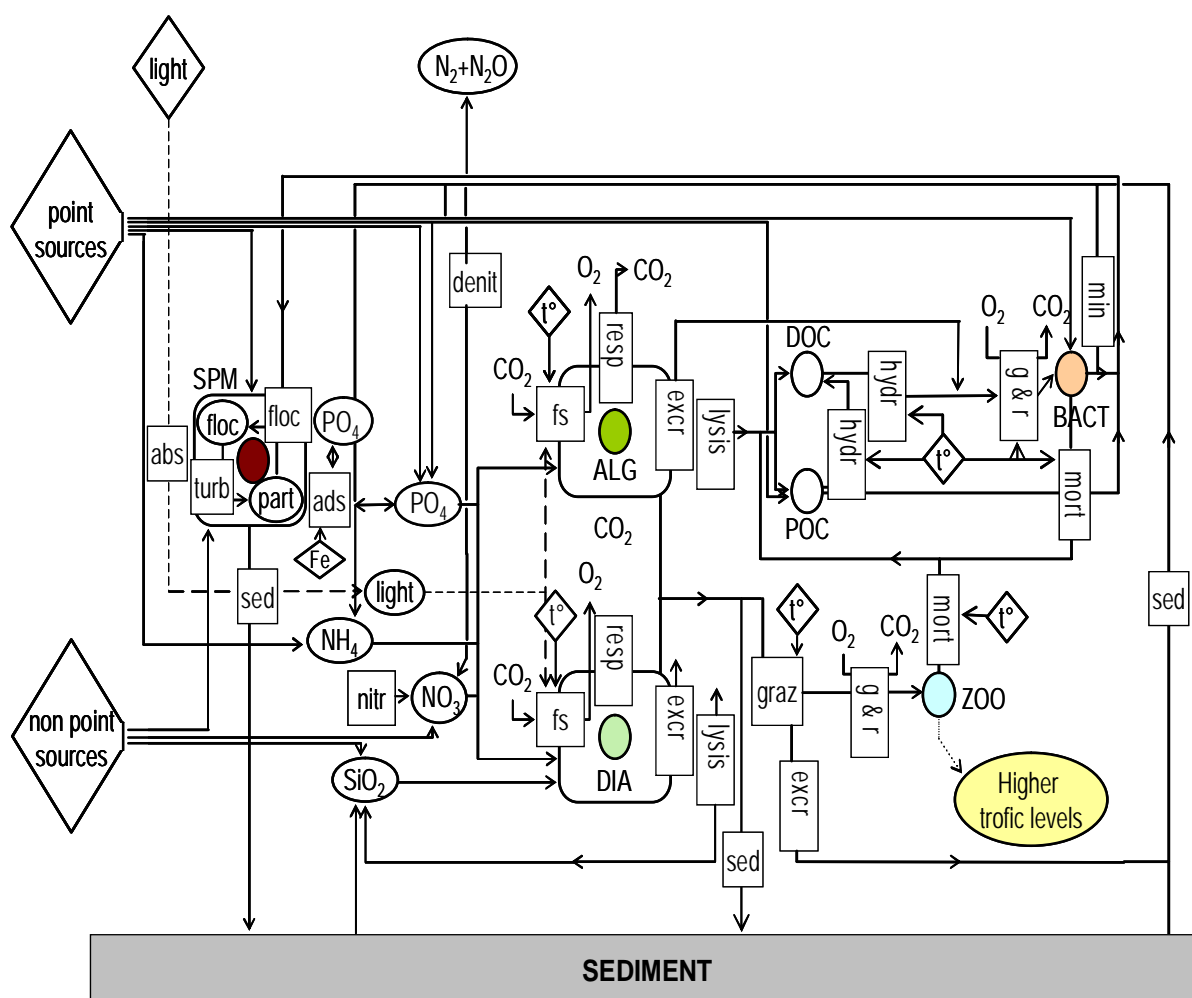 light
N₂+N₂O
point
sources
denit
O₂
CO₂
t°
resp
CO₂
fs
ALG
excr
lysis
DOC
hydr
hydr
POC
t°
O₂
CO₂
g & r
BACT
min
mort
SPM
floc
floc
turb
part
abs
PO₄
ads
Fe
PO₄
sed
light
NH₄
nitr
NO₃
SiO₂
non point
sources
CO₂
O₂
t°
resp
CO₂
fs
DIA
excr
lysis
t°
graz
O₂
CO₂
g & r
excr
mort
t°
ZOO
Higher
trofic levels
sed
sed
SEDIMENT